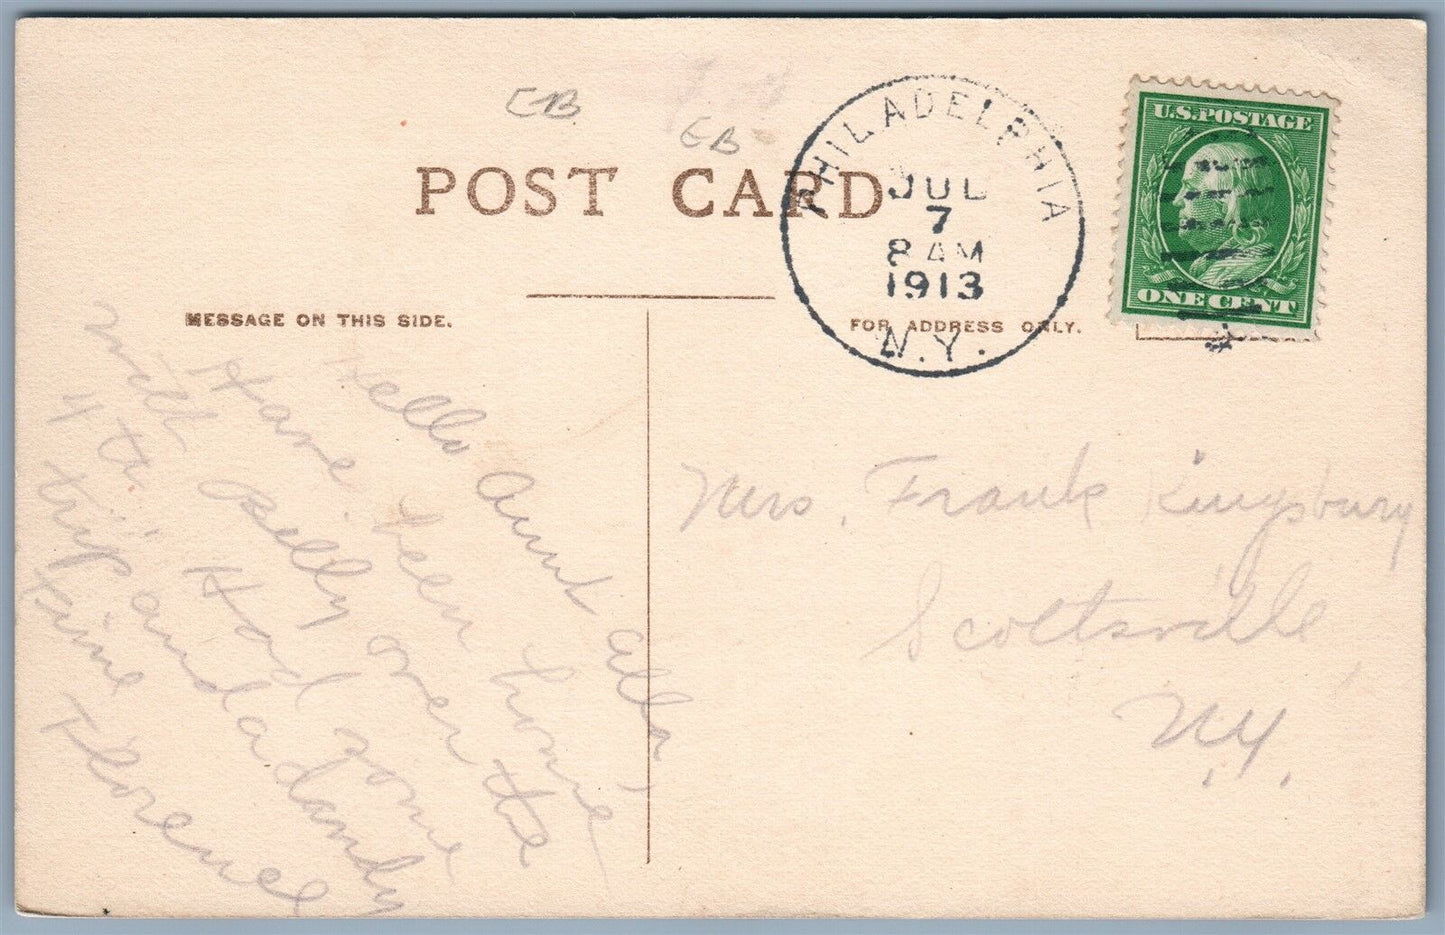 EB
EB
POST CARD
PHILADELPHIA
JUL
7
8 AM
1913
N.Y.
U.S. POSTAGE
ONE CENT
MESSAGE ON THIS SIDE.
FOR ADDRESS ONLY.
Hello Aunt Alla,
Have been home
with Billy over the
4th. Had some
trip and a dandy
time
Florence
Mrs. Frank Kingsbury
Scottsville,
N.Y.